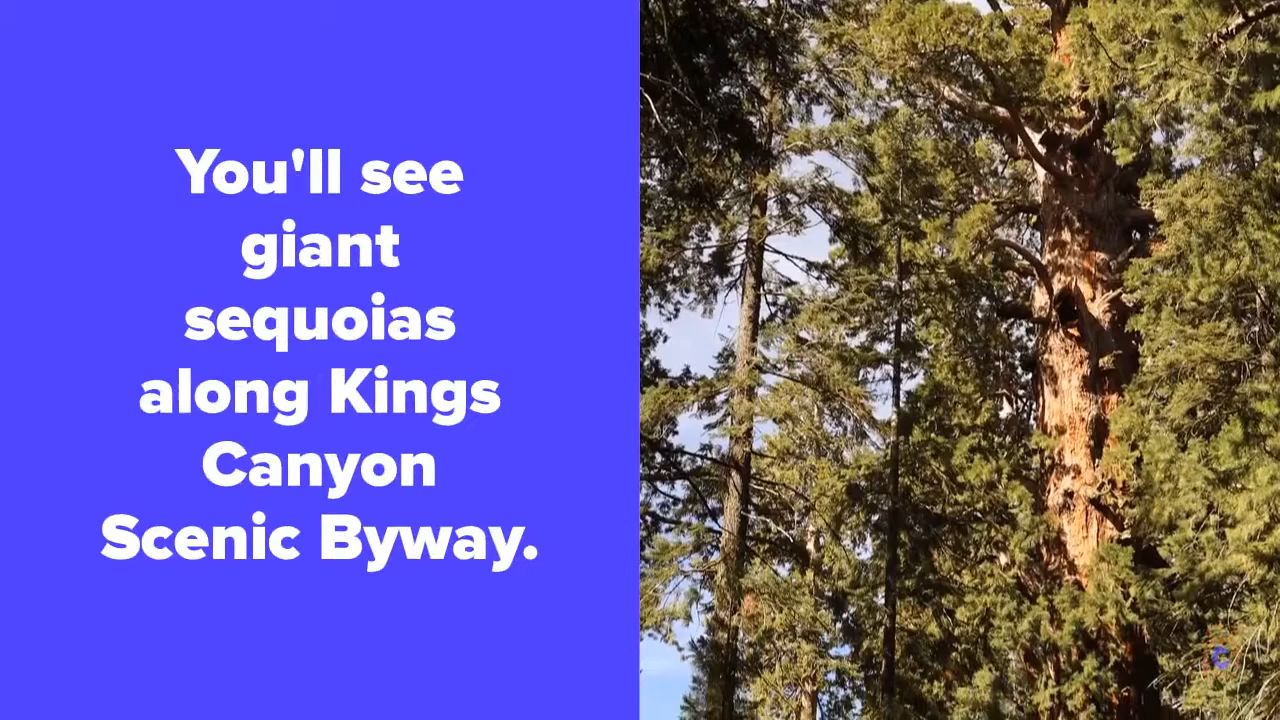 You'll see
giant
sequoias
along Kings
Canyon
Scenic Byway.